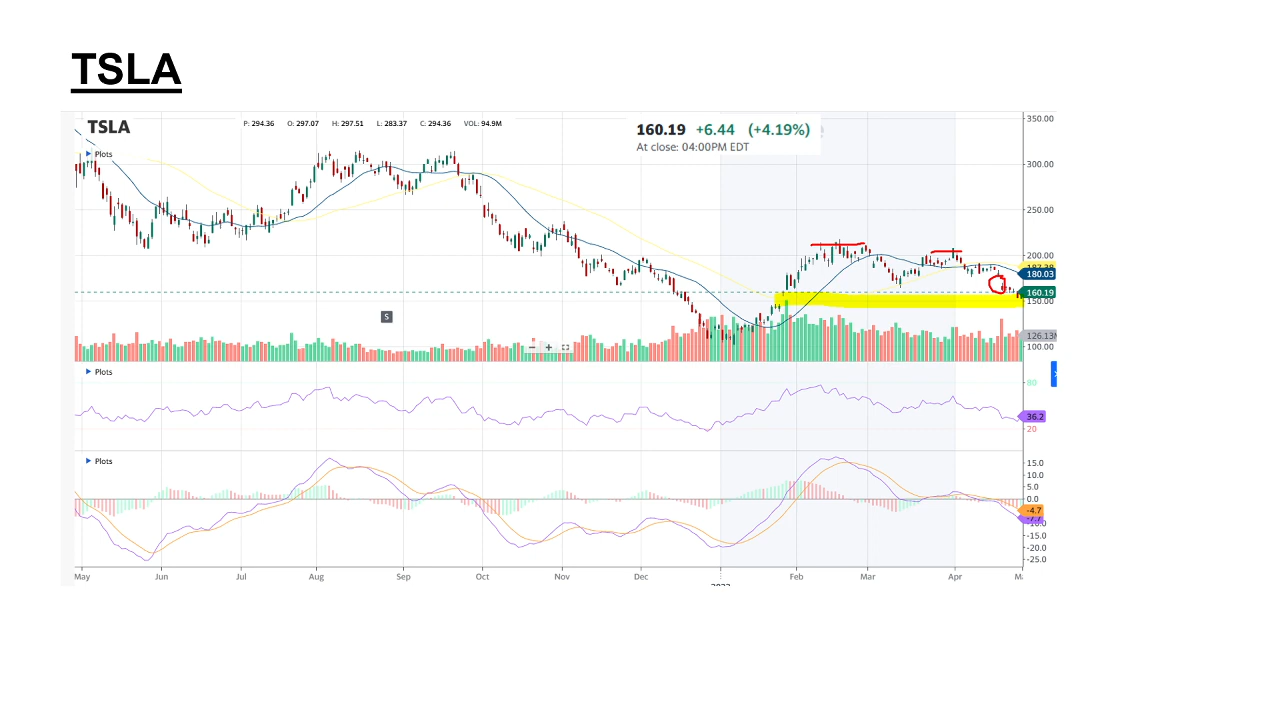 TSLA
TSLA
P: 294.36 O: 297.07 H: 297.51 L: 283.37 C: 294.36 VOL: 94.9M
160.19 +6.44 (+4.19%)
At close: 04:00PM EDT
Plots
350.00
300.00
250.00
200.00
180.03
160.19
150.00
126.13M
100.00
S
Plots
80
36.2
20
Plots
15.0
10.0
5.0
0.0
-4.7
-10.0
-15.0
-20.0
-25.0
May Jun Jul Aug Sep Oct Nov Dec Feb Mar Apr